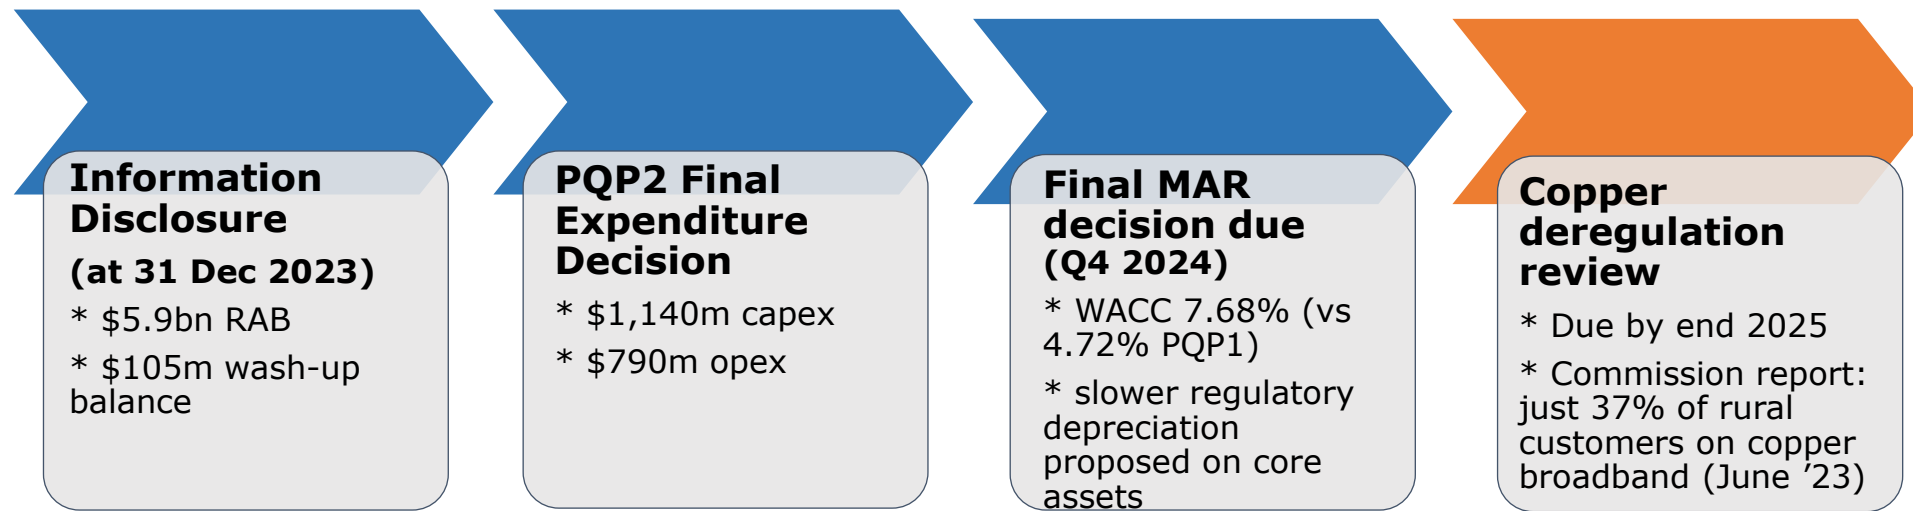 Information
Disclosure
(at 31 Dec 2023)
* $5.9bn RAB
* $105m wash-up
balance
PQP2 Final
Expenditure
Decision
* $1,140m capex
* $790m opex
Final MAR
decision due
(Q4 2024)
* WACC 7.68% (vs
4.72% PQP1)
* slower regulatory
depreciation
proposed on core
assets
Copper
deregulation
review
* Due by end 2025
* Commission report:
just 37% of rural
customers on copper
broadband (June ’23)